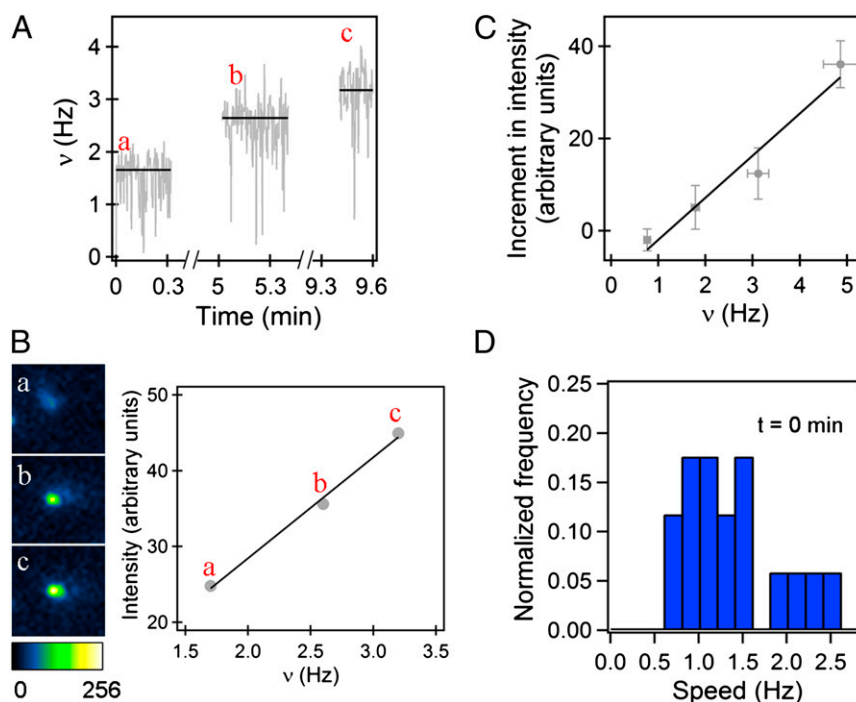 A
ν (Hz)
4
3
2
1
0
a
b
c
0 0.3 5 5.3 9.3 9.6
Time (min)
B
a
b
c
0 256
Intensity (arbitrary units)
50
40
30
20
a
b
c
1.5 2.0 2.5 3.0 3.5
ν (Hz)
C
Increment in intensity
(arbitrary units)
40
20
0
0 1 2 3 4 5
ν (Hz)
D
Normalized frequency
0.25
0.20
0.15
0.10
0.05
0.00
t = 0 min
0.0 0.5 1.0 1.5 2.0 2.5
Speed (Hz)